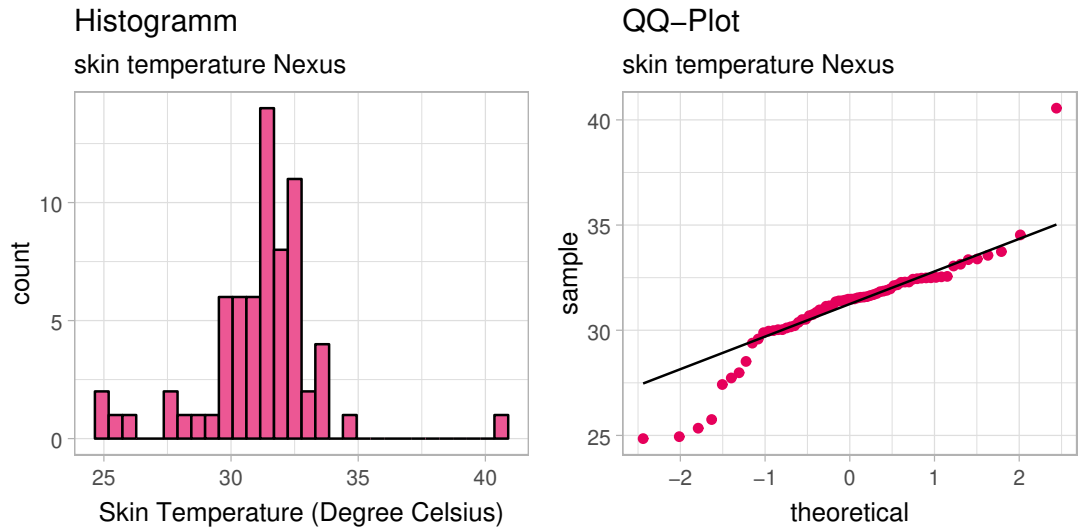 Histogramm
skin temperature Nexus
count
10
5
0
25
30
35
40
Skin Temperature (Degree Celsius)
QQ−Plot
skin temperature Nexus
sample
40
35
30
25
−2
−1
0
1
2
theoretical